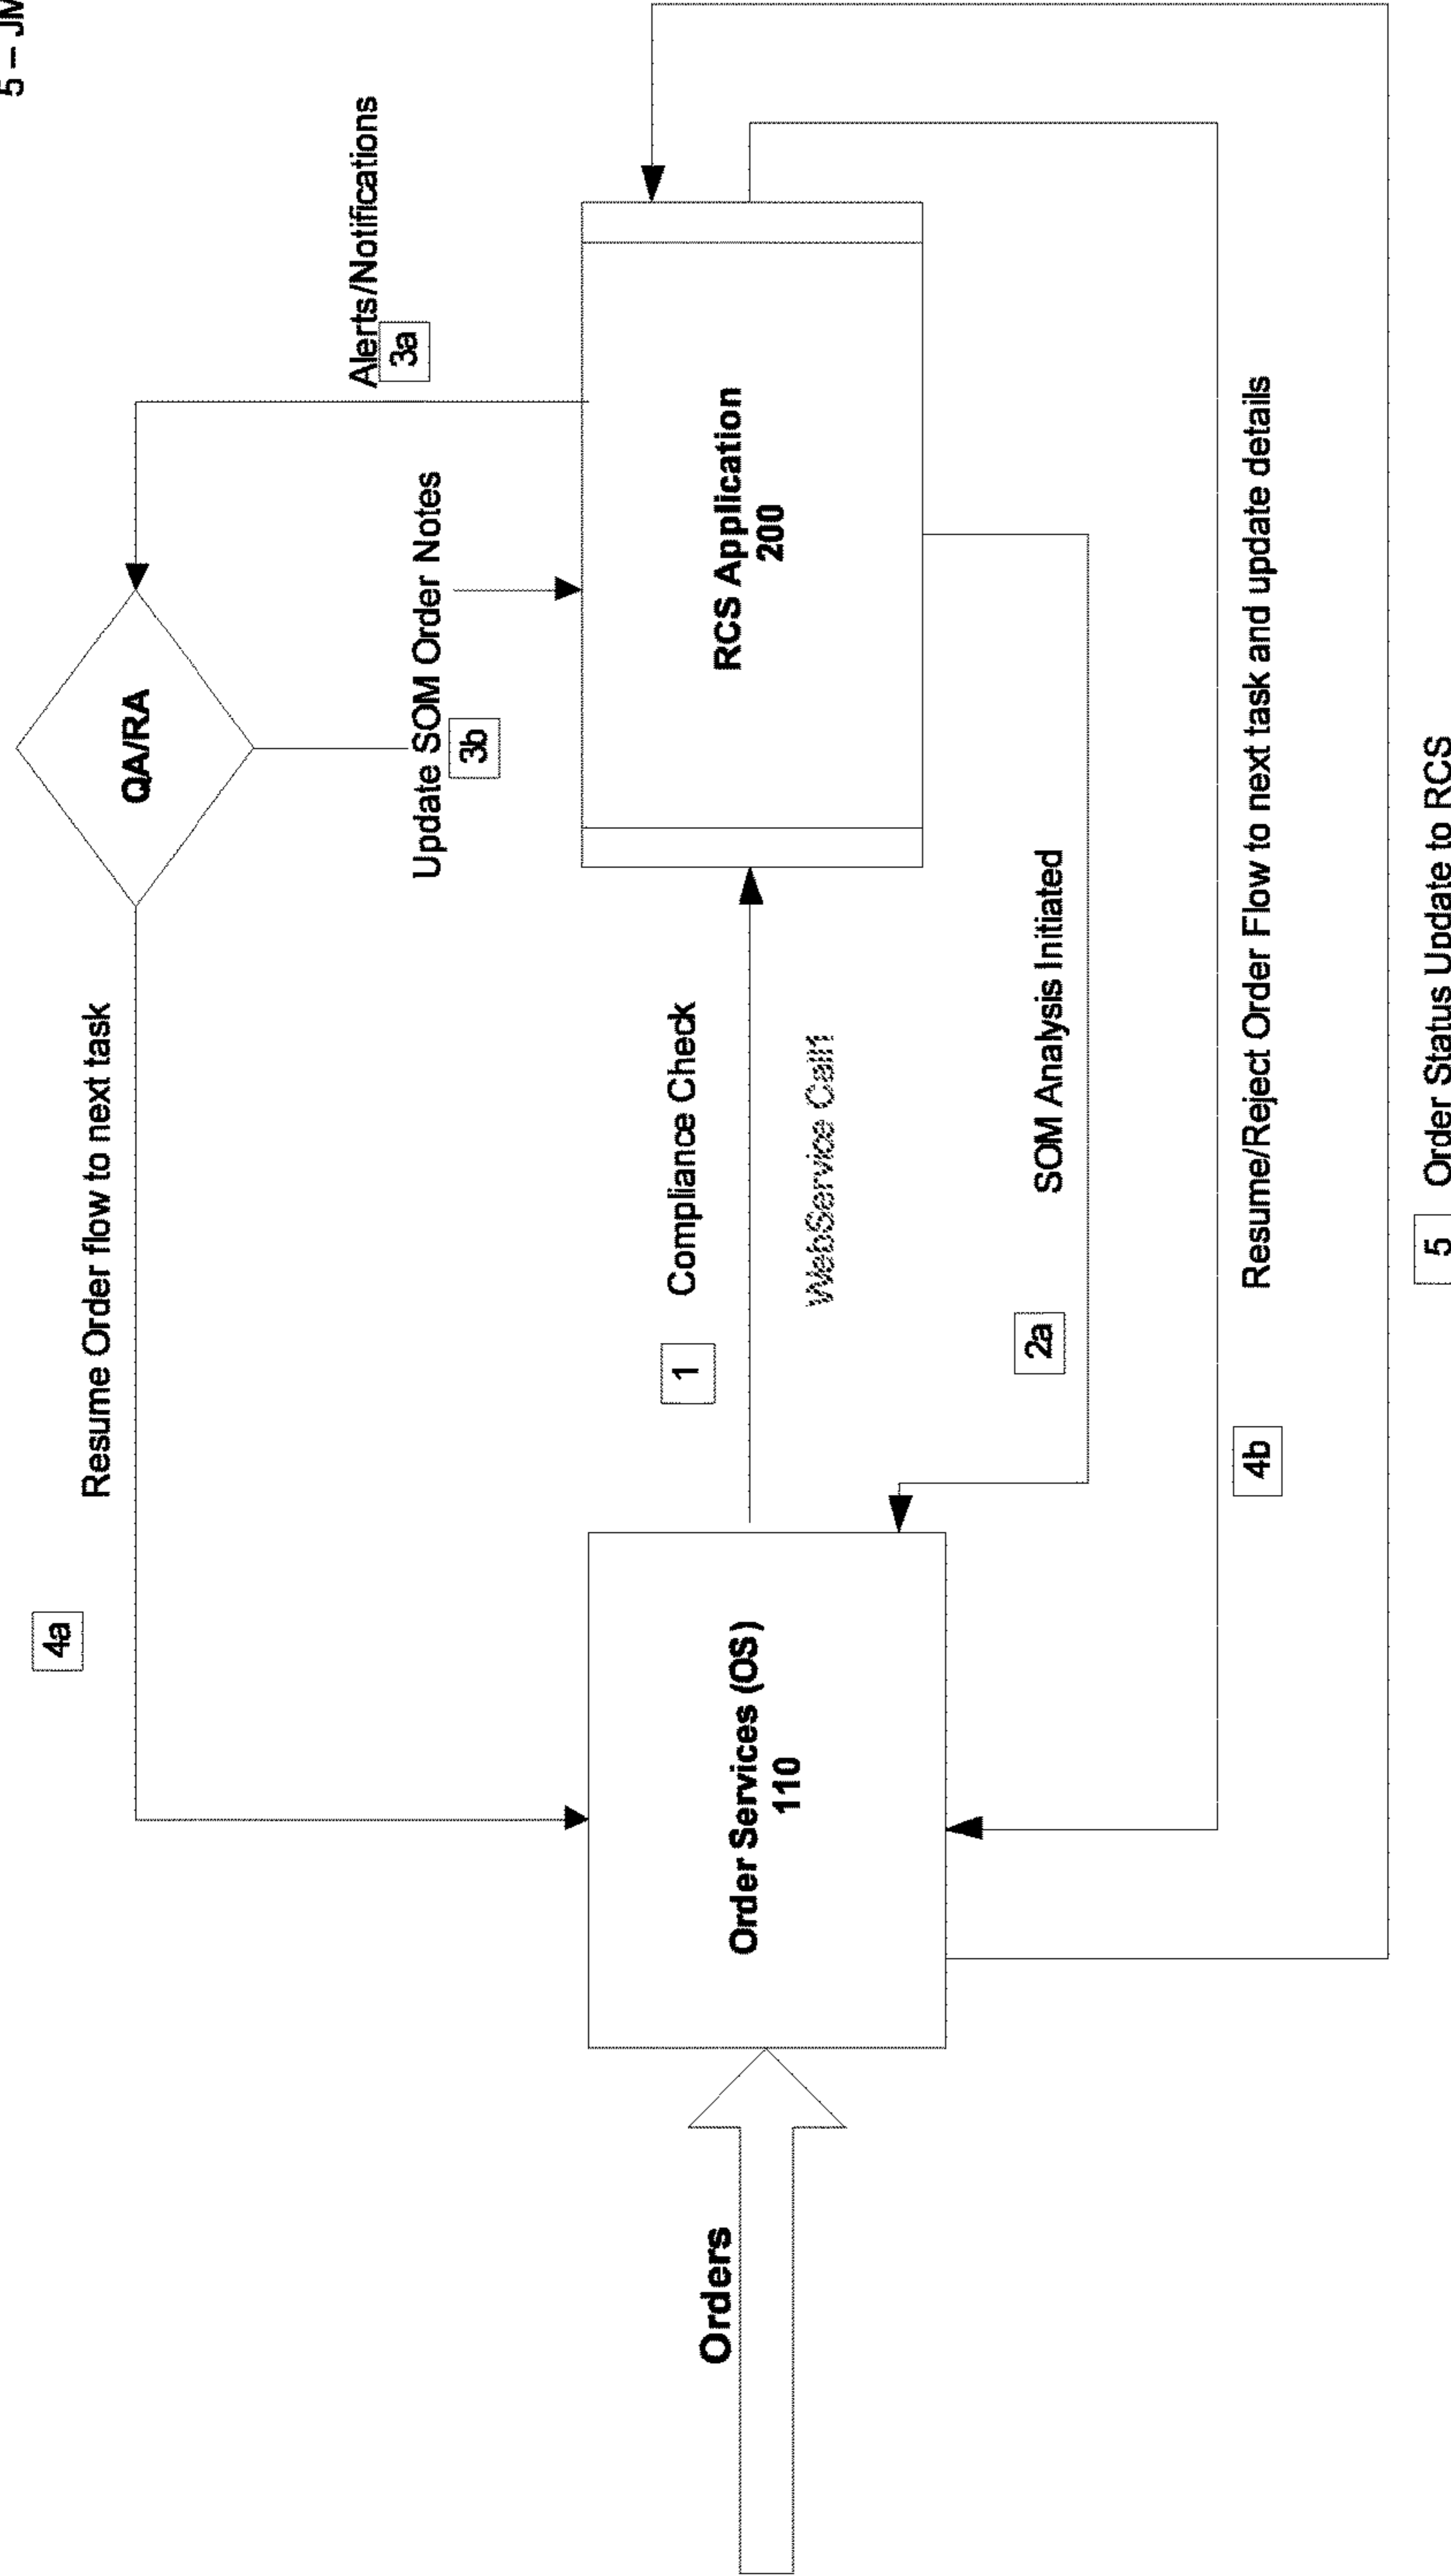 5 – JM
Alerts/Notifications
3a
QA/RA
Update SOM Order Notes
3b
Resume Order flow to next task
4a
RCS Application
200
1
Compliance Check
WebService Call1
Order Services (OS)
110
Orders
SOM Analysis Initiated
2a
Resume/Reject Order Flow to next task and update details
4b
5
Order Status Update to RCS